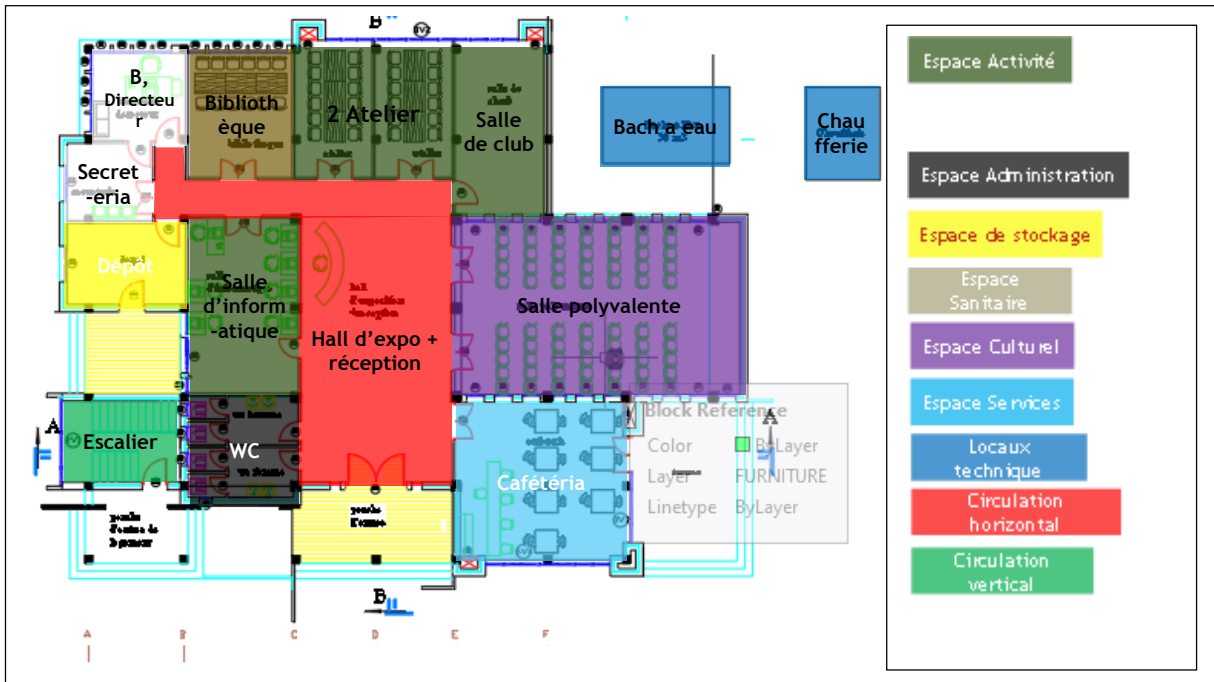 B
B,
Directeu
r
Biblioth
èque
2 Atelier
Salle
de club
Bach a eau
Chau
fferie
Secret
-eria
Dépôt
Salle
d'inform
-atique
Hall d'expo +
réception
Salle polyvalente
Escalier
WC
Cafétéria
A
A
Block Reference
Color ByLayer
Layer FURNITURE
Linetype ByLayer
B
A B C D E F
Espace Activité
Espace Administration
Espace de stockage
Espace
Sanitaire
Espace Culturel
Espace Services
Locaux
technique
Circulation
horizontal
Circulation
vertical